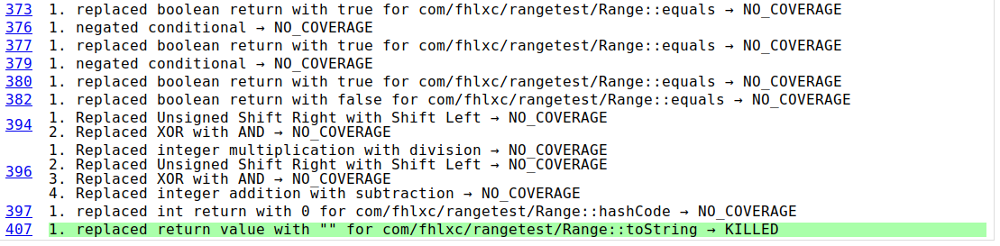 373 1. replaced boolean return with true for com/fhlxc/rangetest/Range::equals → NO_COVERAGE
376 1. negated conditional → NO_COVERAGE
377 1. replaced boolean return with true for com/fhlxc/rangetest/Range::equals → NO_COVERAGE
379 1. negated conditional → NO_COVERAGE
380 1. replaced boolean return with true for com/fhlxc/rangetest/Range::equals → NO_COVERAGE
382 1. replaced boolean return with false for com/fhlxc/rangetest/Range::equals → NO_COVERAGE
394 1. Replaced Unsigned Shift Right with Shift Left → NO_COVERAGE
2. Replaced XOR with AND → NO_COVERAGE
396 1. Replaced integer multiplication with division → NO_COVERAGE
2. Replaced Unsigned Shift Right with Shift Left → NO_COVERAGE
3. Replaced XOR with AND → NO_COVERAGE
4. Replaced integer addition with subtraction → NO_COVERAGE
397 1. replaced int return with 0 for com/fhlxc/rangetest/Range::hashCode → NO_COVERAGE
407 1. replaced return value with "" for com/fhlxc/rangetest/Range::toString → KILLED